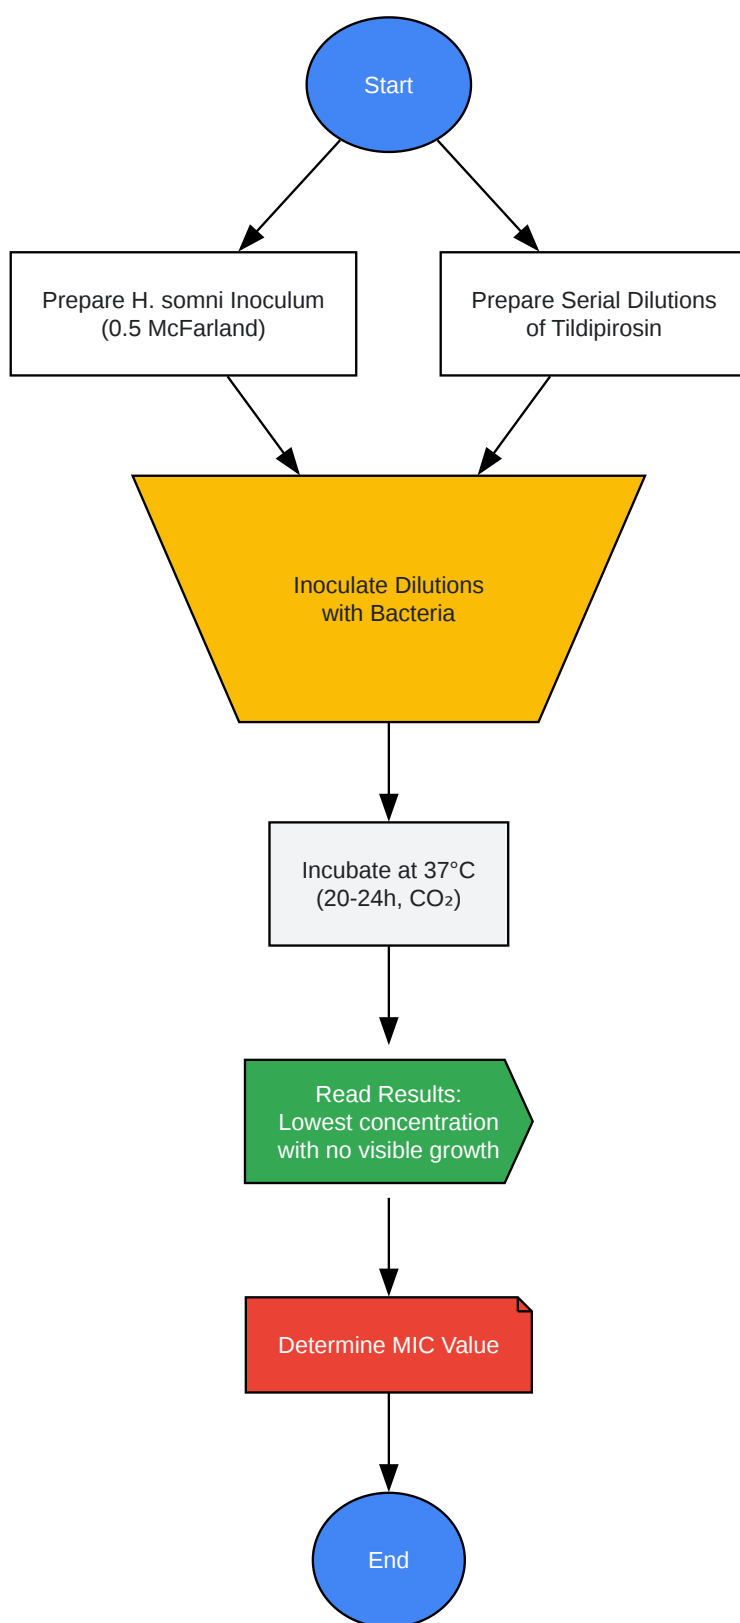 Start
Prepare H. somni Inoculum
(0.5 McFarland)
Prepare Serial Dilutions
of Tildipirosin
Inoculate Dilutions
with Bacteria
Incubate at 37°C
(20-24h, CO₂)
Read Results:
Lowest concentration
with no visible growth
Determine MIC Value
End